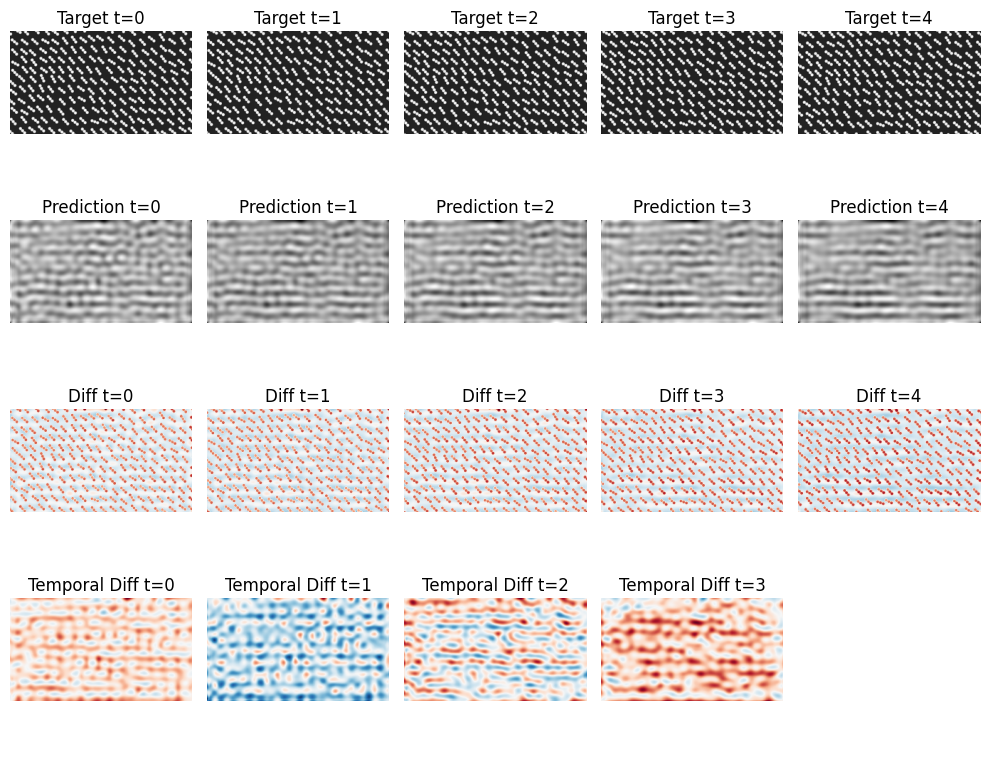 Target t=0 Target t=1 Target t=2 Target t=3 Target t=4
Prediction t=0 Prediction t=1 Prediction t=2 Prediction t=3 Prediction t=4
Diff t=0 Diff t=1 Diff t=2 Diff t=3 Diff t=4
Temporal Diff t=0 Temporal Diff t=1 Temporal Diff t=2 Temporal Diff t=3